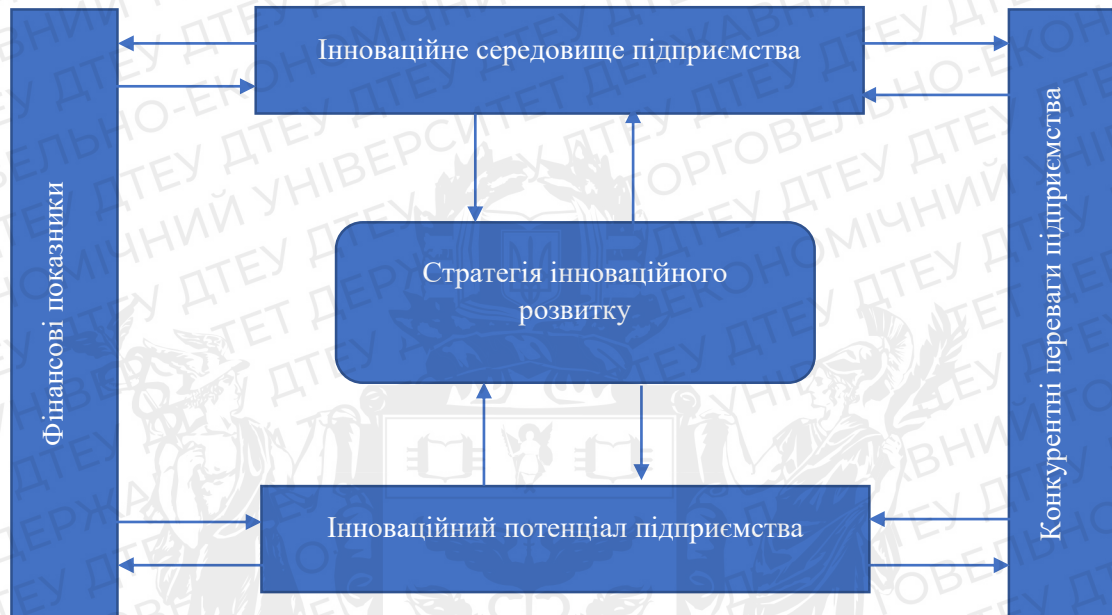 Інноваційне середовище підприємства
Фінансові показники
Стратегія інноваційного
розвитку
Конкурентні переваги підприємства
Інноваційний потенціал підприємства